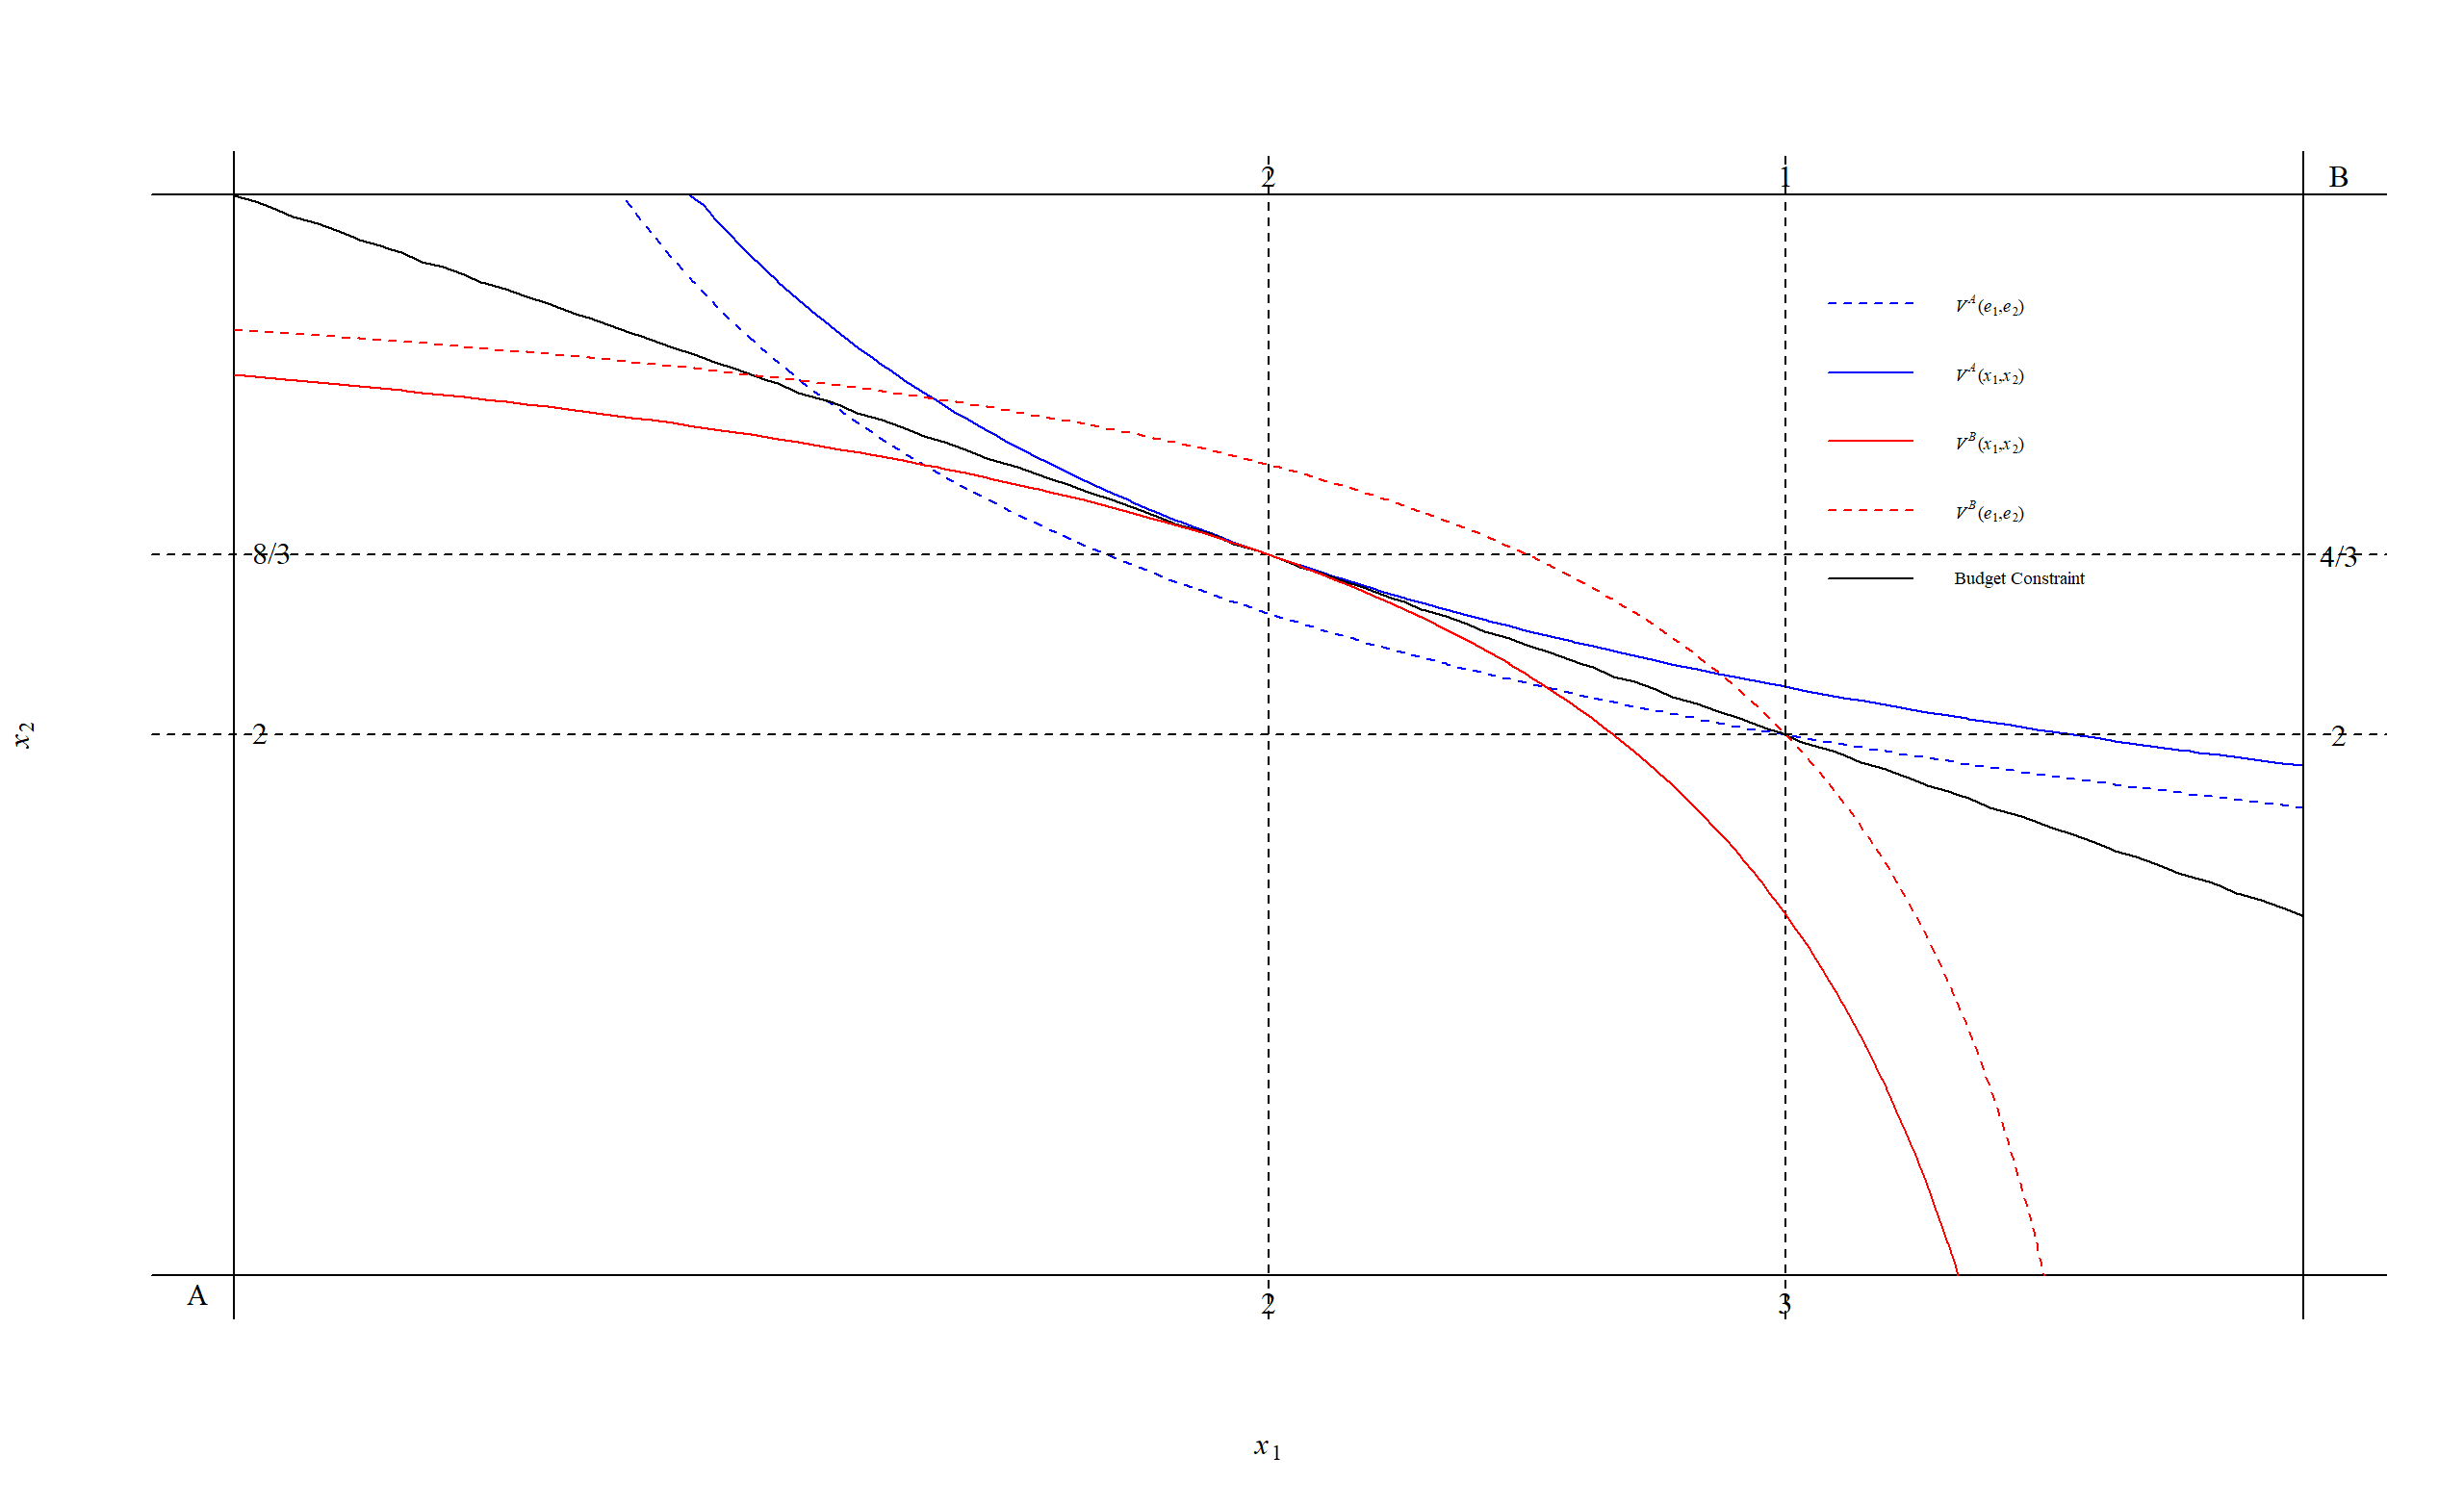 2
1
B
V^A(e₁,e₂)
V^A(x₁,x₂)
V^B(x₁,x₂)
V^B(e₁,e₂)
8/3
4/3
Budget Constraint
2
2
x₂
A
2
3
x₁